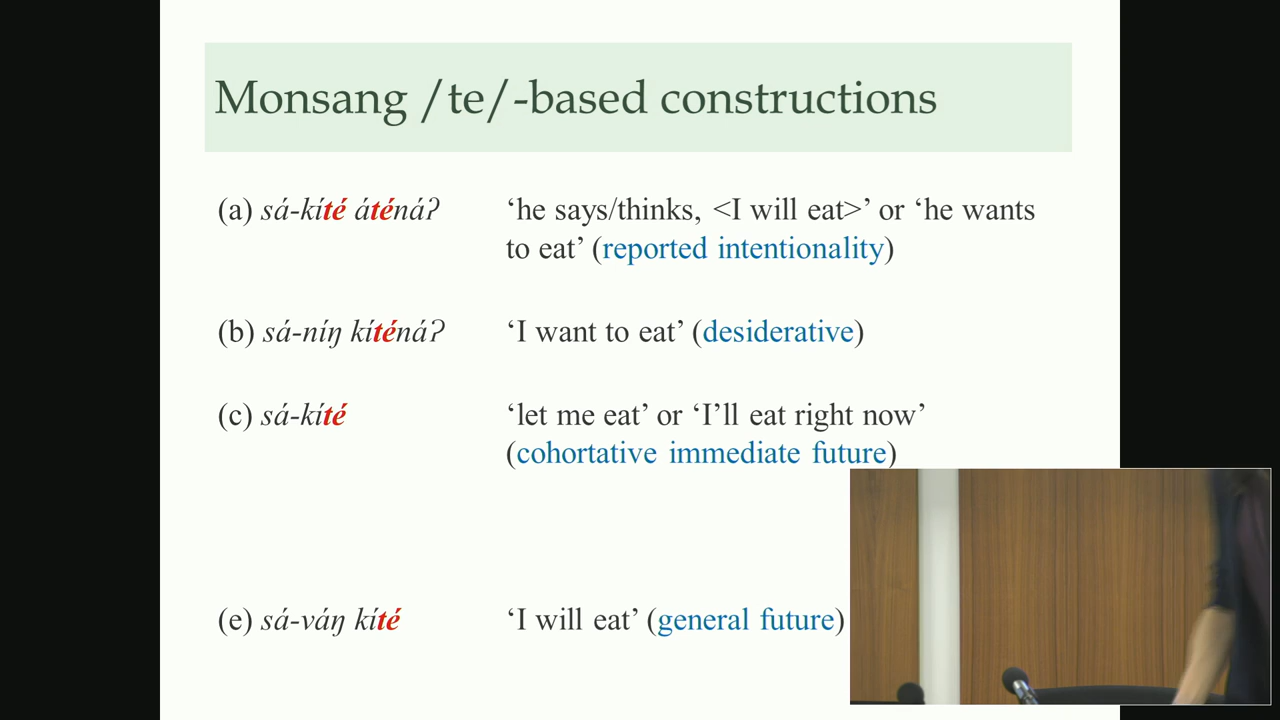 Monsang /te/-based constructions
(a) sá-kíté áténáʔ ‘he says/thinks, <I will eat>’ or ‘he wants
to eat’ (reported intentionality)
(b) sá-níŋ kíténáʔ ‘I want to eat’ (desiderative)
(c) sá-kíté ‘let me eat’ or ‘I’ll eat right now’
(cohortative immediate future)
(e) sá-váŋ kíté ‘I will eat’ (general future)